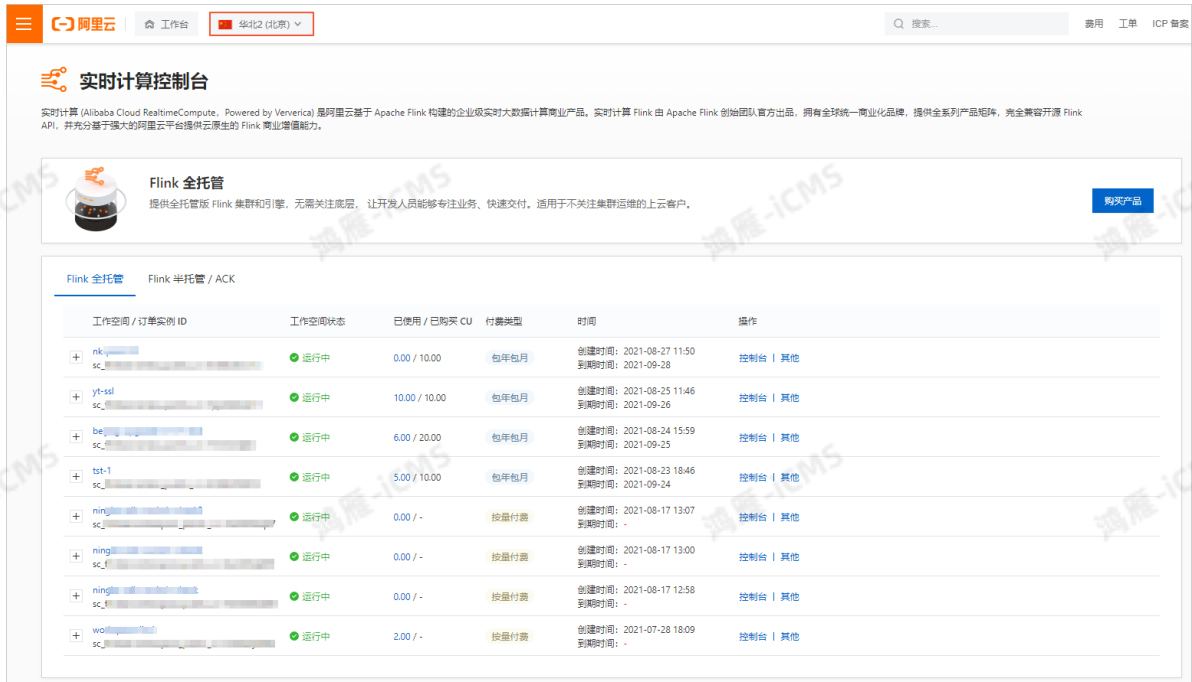 阿里云 工作台 华北2 (北京) 搜索... 费用 工单 ICP 备案
实时计算控制台
实时计算 (Alibaba Cloud RealtimeCompute，Powered by Ververica) 是阿里基于 Apache Flink 构建的企业级实时大数据计算商业产品。实时计算 Flink 由 Apache Flink 创始团队官方出品，拥有全球统一商业化品牌，提供全系列产品矩阵，完全兼容开源 Flink
API，并充分基于强大的阿里云平台提供云原生的 Flink 商业增值能力。
Flink 全托管
提供全托管版 Flink 集群和引擎，无需关注底层， 让开发人员能够专注业务、快速交付。适用于不关注集群运维的上云客户。
购买产品
Flink 全托管 Flink 半托管 / ACK
工作空间 / 订单实例 ID 工作空间状态 已使用 / 已购买 CU 付费类型 时间 操作
nk 运行中 0.00 / 10.00 包年包月 创建时间：2021-08-27 11:50 控制台 | 其他
sc_ 到期时间：2021-09-28
yt-ssl 运行中 10.00 / 10.00 包年包月 创建时间：2021-08-25 11:46 控制台 | 其他
sc_ 到期时间：2021-09-26
运行中 6.00 / 20.00 包年包月 创建时间：2021-08-24 15:59 控制台 | 其他
sc_ 到期时间：2021-09-25
tst-1 运行中 5.00 / 10.00 包年包月 创建时间：2021-08-23 18:46 控制台 | 其他
sc_ 到期时间：2021-09-24
ning 运行中 0.00 / - 按量付费 创建时间：2021-08-17 13:07 控制台 | 其他
sc_ 到期时间：-
ning 运行中 0.00 / - 按量付费 创建时间：2021-08-17 13:00 控制台 | 其他
sc_ 到期时间：-
ning 运行中 0.00 / - 按量付费 创建时间：2021-08-17 12:58 控制台 | 其他
sc_ 到期时间：-
运行中 2.00 / - 按量付费 创建时间：2021-07-28 18:09 控制台 | 其他
sc_ 到期时间：-
鸿雁-iCMS